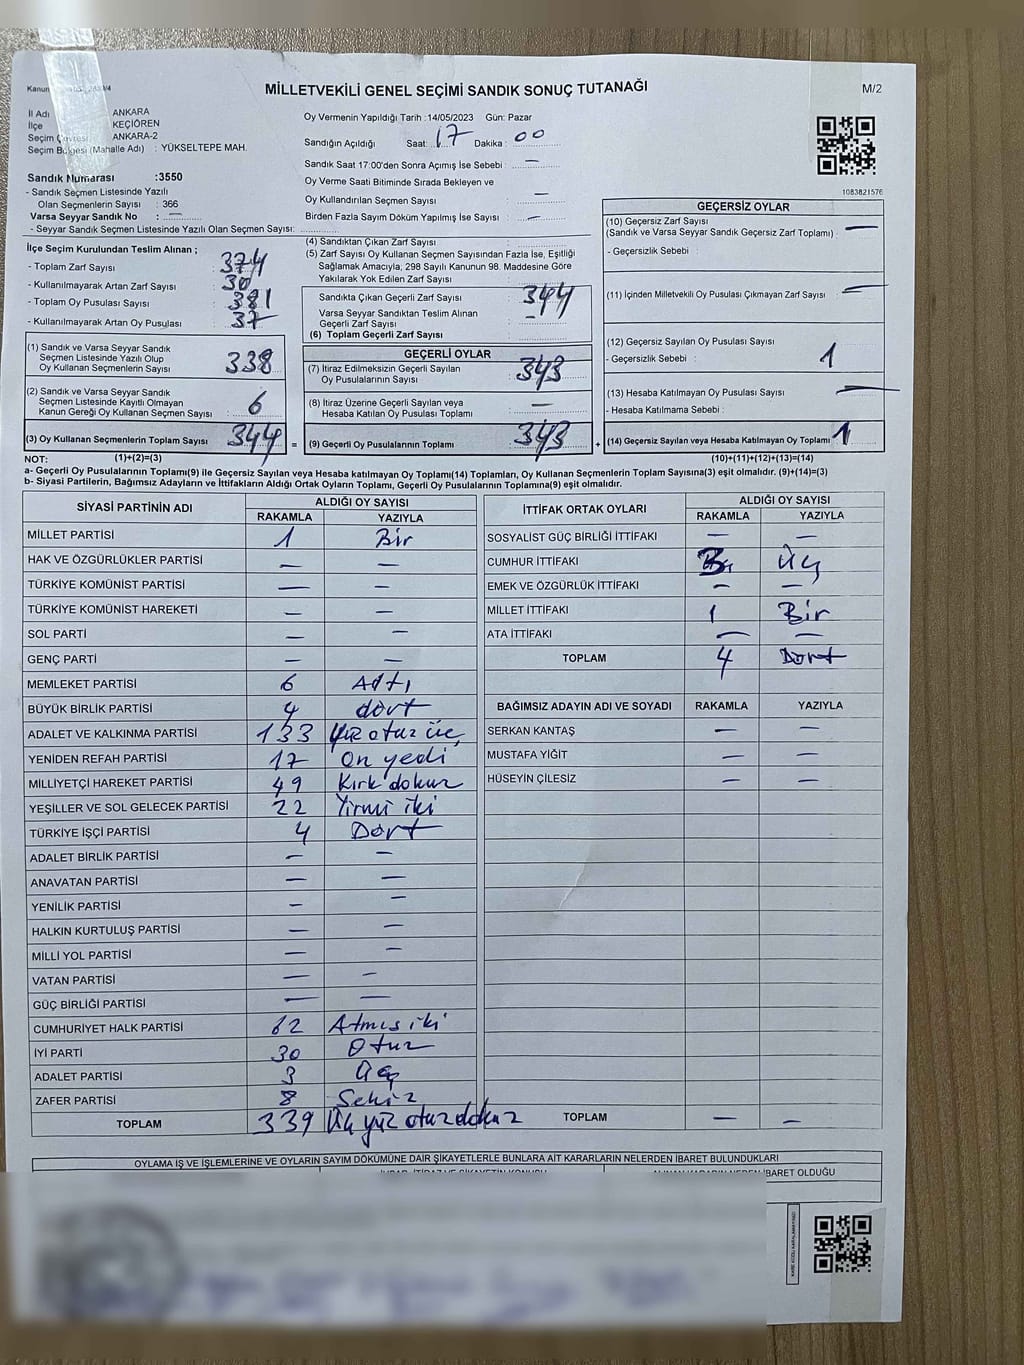 MİLLETVEKİLİ GENEL SEÇİMİ SANDIK SONUÇ TUTANAĞI
M/2
İl Adı ANKARA
İlçe KEÇİÖREN
Seçim Çevresi ANKARA-2
Seçim Bölgesi (Mahalle Adı) : YÜKSELTEPE MAH.
Sandık Numarası :3550
- Sandık Seçmen Listesinde Yazılı
Olan Seçmenlerin Sayısı : 366
Varsa Seyyar Sandık No : —
- Seyyar Sandık Seçmen Listesinde Yazılı Olan Seçmen Sayısı:
Oy Vermenin Yapıldığı Tarih :14/05/2023 Gün: Pazar
Sandığın Açıldığı Saat: 17 Dakika : 00
Sandık Saat 17:00'den Sonra Açımış İse Sebebi : —
Oy Verme Saati Bitiminde Sırada Bekleyen ve
Oy Kullandırılan Seçmen Sayısı : —
Birden Fazla Sayım Döküm Yapılmış İse Sayısı : —
1083821576
İlçe Seçim Kurulundan Teslim Alınan ;
- Toplam Zarf Sayısı 374
- Kullanılmayarak Artan Zarf Sayısı : 30
- Toplam Oy Pusulası Sayısı : 381
- Kullanılmayarak Artan Oy Pusulası : 37
(1) Sandık ve Varsa Seyyar Sandık
Seçmen Listesinde Yazılı Olup
Oy Kullanan Seçmenlerin Sayısı : 338
(2) Sandık ve Varsa Seyyar Sandık
Seçmen Listesinde Kayıtlı Olmayan
Kanun Gereği Oy Kullanan Seçmen Sayısı : 6
(3) Oy Kullanan Seçmenlerin Toplam Sayısı : 344 =
(4) Sandıktan Çıkan Zarf Sayısı :
(5) Zarf Sayısı Oy Kullanan Seçmenlerinden Fazla İse, Eşitliği
Sağlamak Amacıyla; 298 Sayılı Kanunun 98. Maddesine Göre
Yakılarak Yok Edilen Zarf Sayısı :
Sandıkta Çıkan Geçerli Zarf Sayısı : 344
Varsa Seyyar Sandıktan Teslim Alınan
Geçerli Zarf Sayısı : —
(6) Toplam Geçerli Zarf Sayısı :
GEÇERLİ OYLAR
(7) İtiraz Edilmeksizin Geçerli Sayılan
Oy Pusulalarının Sayısı : 343
(8) İtiraz Üzerine Geçerli Sayılan veya
Hesaba Katılan Oy Pusulası Toplamı : —
(9) Geçerli Oy Pusulalarının Toplamı : 343 +
GEÇERSİZ OYLAR
(10) Geçersiz Zarf Sayısı
(Sandık ve Varsa Seyyar Sandık Geçersiz Zarf Toplamı) : —
- Geçersizlik Sebebi :
(11) İçinden Milletvekili Oy Pusulası Çıkmayan Zarf Sayısı : —
(12) Geçersiz Sayılan Oy Pusulası Sayısı : 1
- Geçersizlik Sebebi :
(13) Hesaba Katılmayan Oy Pusulası Sayısı : —
- Hesaba Katılmama Sebebi :
(14) Geçersiz Sayılan veya Hesaba Katılmayan Oy Toplamı : 1
NOT: (1)+(2)=(3) (10)+(11)+(12)+(13)=(14)
a- Geçerli Oy Pusulalarının Toplamı(9) ile Geçersiz Sayılan veya Hesaba katılmayan Oy Toplamı(14) Toplamları, Oy Kullanan Seçmenlerin Toplam Sayısına(3) eşit olmalıdır. (9)+(14)=(3)
b- Siyasi Partilerin, Bağımsız Adayların ve İttifakların Aldığı Ortak Oyların Toplamı, Geçerli Oy Pusulalarının Toplamına(9) eşit olmalıdır.
SİYASİ PARTİNİN ADI ALDIĞI OY SAYISI
RAKAMLA YAZIYLA
MİLLET PARTİSİ 1 Bir
HAK VE ÖZGÜRLÜKLER PARTİSİ — —
TÜRKİYE KOMÜNİST PARTİSİ — —
TÜRKİYE KOMÜNİST HAREKETİ — —
SOL PARTİ — —
GENÇ PARTİ — —
MEMLEKET PARTİSİ 6 Altı
BÜYÜK BİRLİK PARTİSİ 4 dört
ADALET VE KALKINMA PARTİSİ 133 Yüz otuz üç
YENİDEN REFAH PARTİSİ 17 On yedi
MİLLİYETÇİ HAREKET PARTİSİ 49 Kırk dokuz
YEŞİLLER VE SOL GELECEK PARTİSİ 22 Yirmi iki
TÜRKİYE İŞÇİ PARTİSİ 4 Dört
ADALET BİRLİK PARTİSİ — —
ANAVATAN PARTİSİ — —
YENİLİK PARTİSİ — —
HALKIN KURTULUŞ PARTİSİ — —
MİLLİ YOL PARTİSİ — —
VATAN PARTİSİ — —
GÜÇ BİRLİĞİ PARTİSİ — —
CUMHURİYET HALK PARTİSİ 62 Atmış iki
İYİ PARTİ 30 Otuz
ADALET PARTİSİ 3 Üç
ZAFER PARTİSİ 8 Sekiz
TOPLAM 339 Üç yüz otuz dokuz
İTTİFAK ORTAK OYLARI ALDIĞI OY SAYISI
RAKAMLA YAZIYLA
SOSYALİST GÜÇ BİRLİĞİ İTTİFAKI — —
CUMHUR İTTİFAKI 3 Üç
EMEK VE ÖZGÜRLÜK İTTİFAKI — —
MİLLET İTTİFAKI 1 Bir
ATA İTTİFAKI — —
TOPLAM 4 Dört
BAĞIMSIZ ADAYIN ADI VE SOYADI RAKAMLA YAZIYLA
SERKAN KANTAŞ — —
MUSTAFA YİĞİT — —
HÜSEYİN ÇİLESİZ — —
TOPLAM — —
OYLAMA İŞ VE İŞLEMLERİNE VE OYLARIN SAYIM DÖKÜMÜNE DAİR ŞİKAYETLERLE BUNLARA AİT KARARLARIN NELERDEN İBARET BULUNDUKLARI
İBARET OLDUĞU